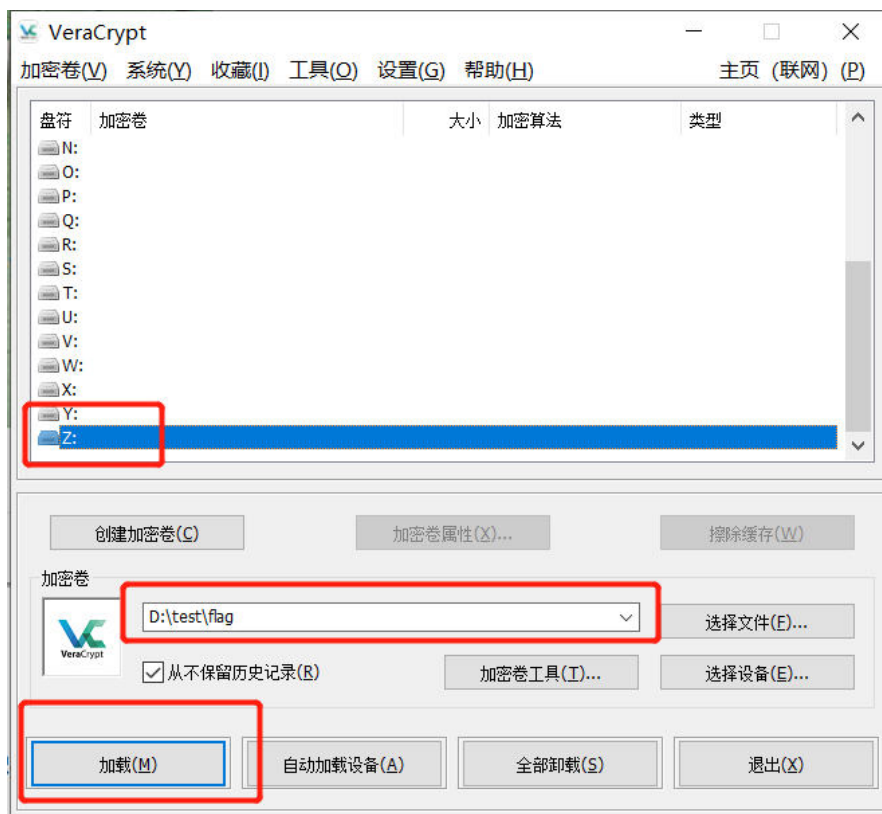 VeraCrypt
加密卷(V) 系统(Y) 收藏(I) 工具(O) 设置(G) 帮助(H) 主页 (联网) (P)
盘符 加密卷 大小 加密算法 类型
N:
O:
P:
Q:
R:
S:
T:
U:
V:
W:
X:
Y:
Z:
创建加密卷(C) 加密卷属性(X)... 擦除缓存(W)
加密卷
D:\test\flag 选择文件(F)...
VeraCrypt
从不保留历史记录(R) 加密卷工具(T)... 选择设备(E)...
加载(M) 自动加载设备(A) 全部卸载(S) 退出(X)